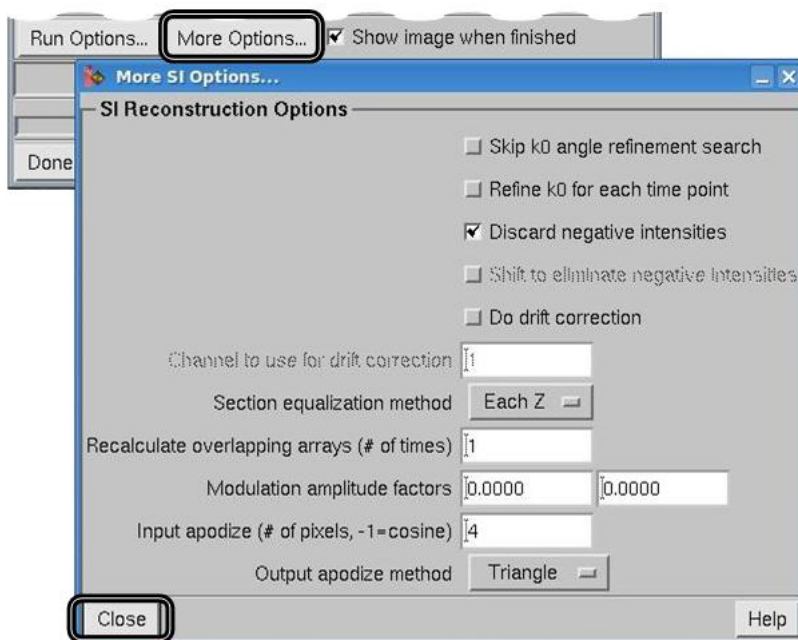 Run Options... More Options... Show image when finished
More SI Options...
SI Reconstruction Options
Skip k0 angle refinement search
Refine k0 for each time point
Discard negative intensities
Shift to eliminate negative intensities
Do drift correction
Channel to use for drift correction 1
Section equalization method Each Z
Recalculate overlapping arrays (# of times) 1
Modulation amplitude factors 0.0000 0.0000
Input apodize (# of pixels, -1=cosine) 4
Output apodize method Triangle
Done
Close Help